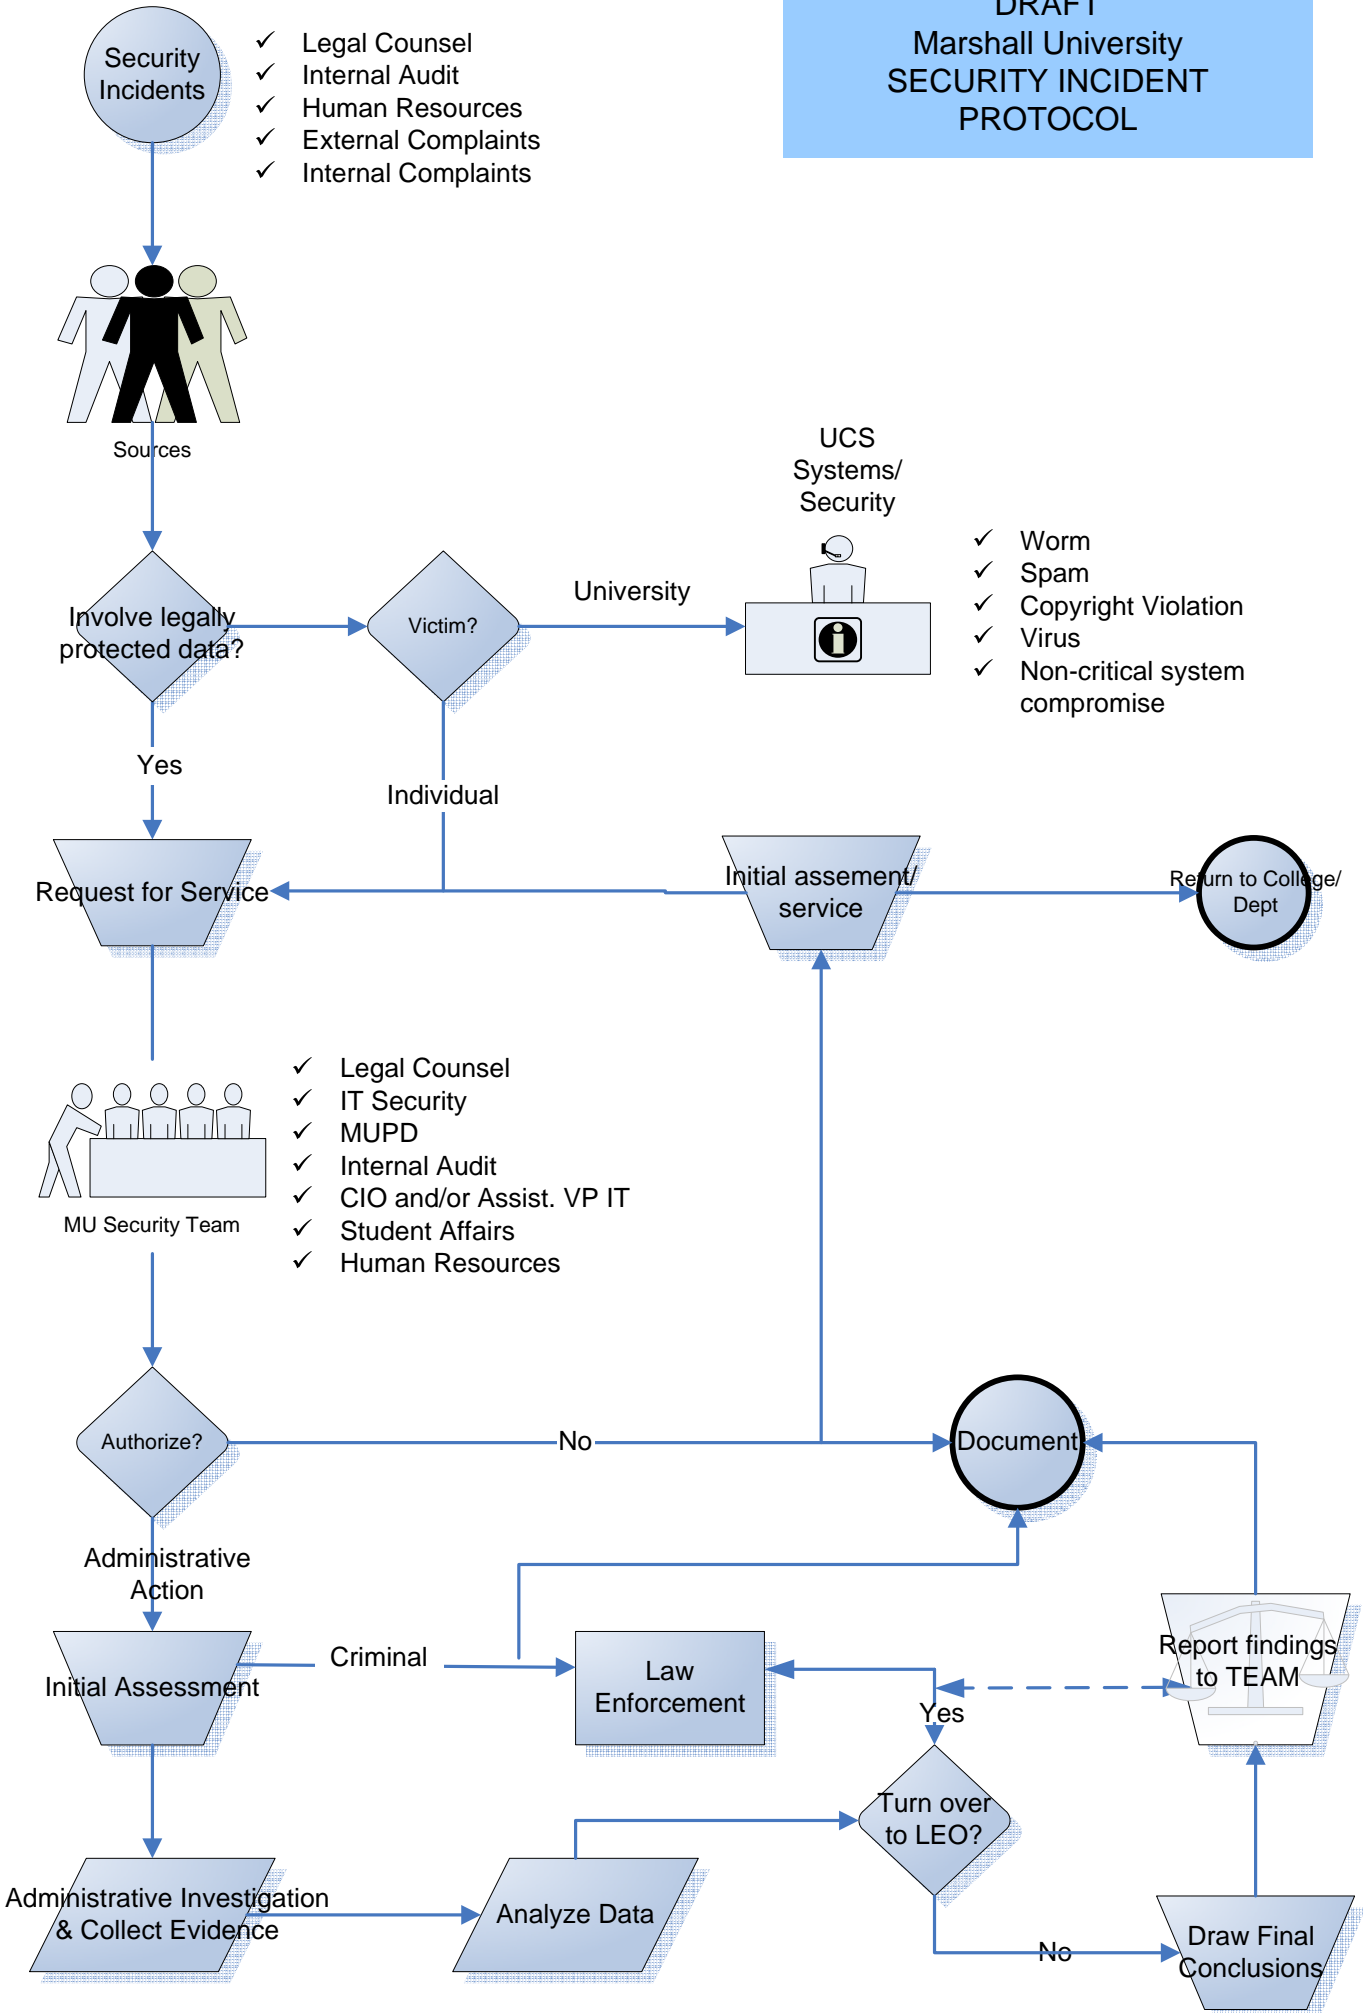 DRAFT
Marshall University
SECURITY INCIDENT
PROTOCOL
Security
Incidents
✓ Legal Counsel
✓ Internal Audit
✓ Human Resources
✓ External Complaints
✓ Internal Complaints
Sources
UCS
Systems/
Security
✓ Worm
✓ Spam
✓ Copyright Violation
✓ Virus
✓ Non-critical system
compromise
Involve legally
protected data?
Victim?
University
Yes
Individual
Request for Service
Initial assement/
service
Return to College/
Dept
MU Security Team
✓ Legal Counsel
✓ IT Security
✓ MUPD
✓ Internal Audit
✓ CIO and/or Assist. VP IT
✓ Student Affairs
✓ Human Resources
Authorize?
No
Document
Administrative
Action
Initial Assessment
Criminal
Law
Enforcement
Yes
Report findings
to TEAM
Turn over
to LEO?
Administrative Investigation
& Collect Evidence
Analyze Data
No
Draw Final
Conclusions